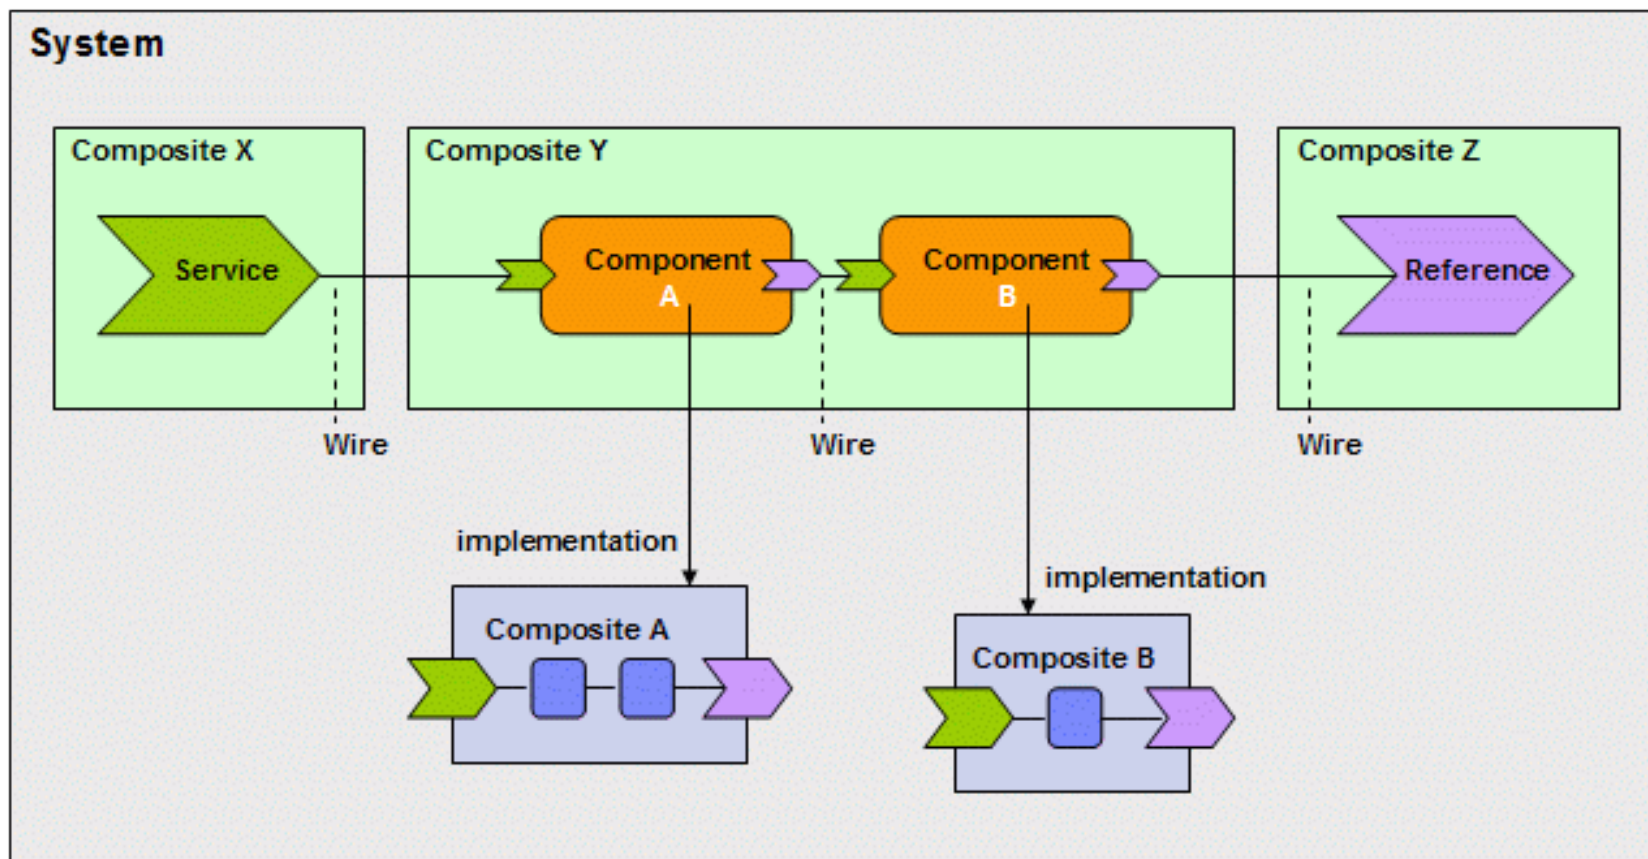 System
Composite X
Composite Y
Composite Z
Service
Component
A
Component
B
Reference
Wire
Wire
Wire
implementation
implementation
Composite A
Composite B